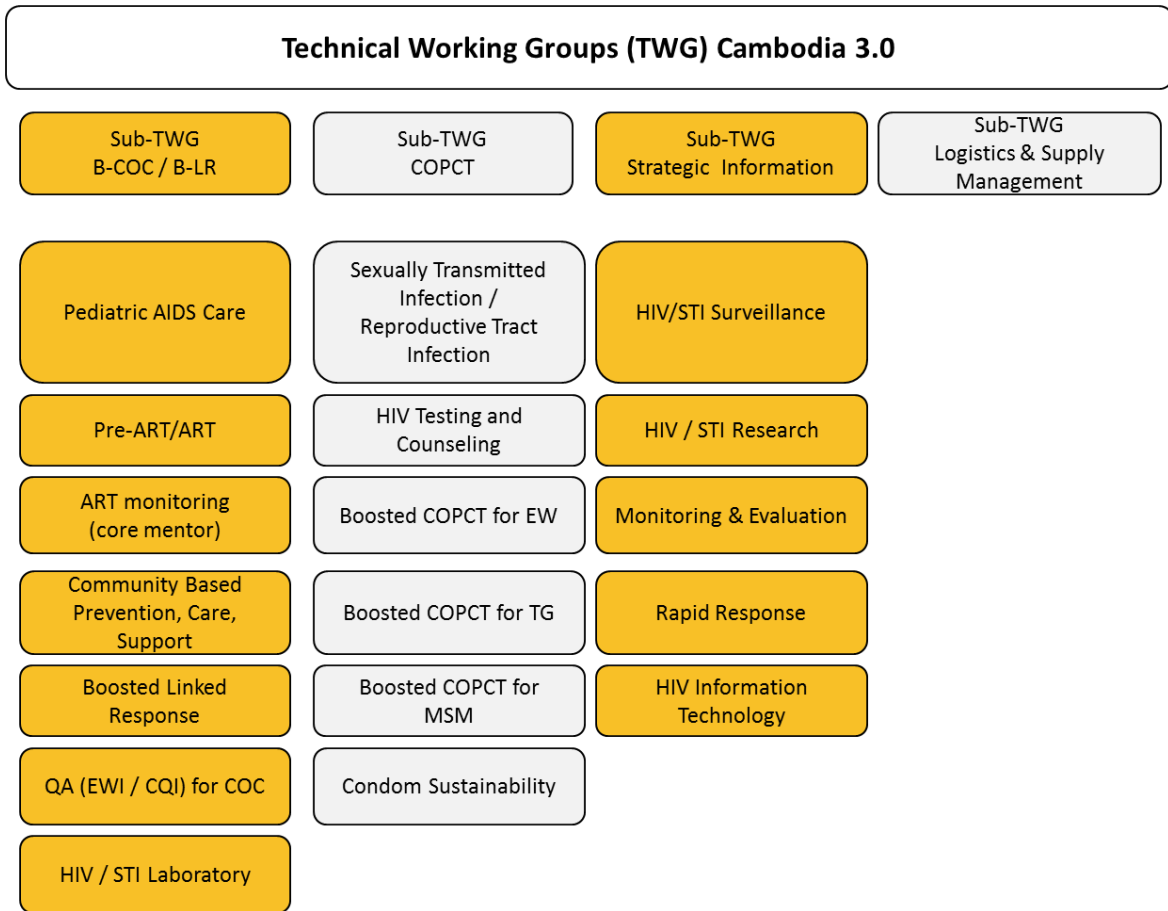 Technical Working Groups (TWG) Cambodia 3.0
Sub-TWG
B-COC / B-LR
Sub-TWG
COPCT
Sub-TWG
Strategic Information
Sub-TWG
Logistics & Supply
Management
Pediatric AIDS Care
Sexually Transmitted
Infection /
Reproductive Tract
Infection
HIV/STI Surveillance
Pre-ART/ART
HIV Testing and
Counseling
HIV / STI Research
ART monitoring
(core mentor)
Boosted COPCT for EW
Monitoring & Evaluation
Community Based
Prevention, Care,
Support
Boosted COPCT for TG
Rapid Response
Boosted Linked
Response
Boosted COPCT for
MSM
HIV Information
Technology
QA (EWI / CQI) for COC
Condom Sustainability
HIV / STI Laboratory